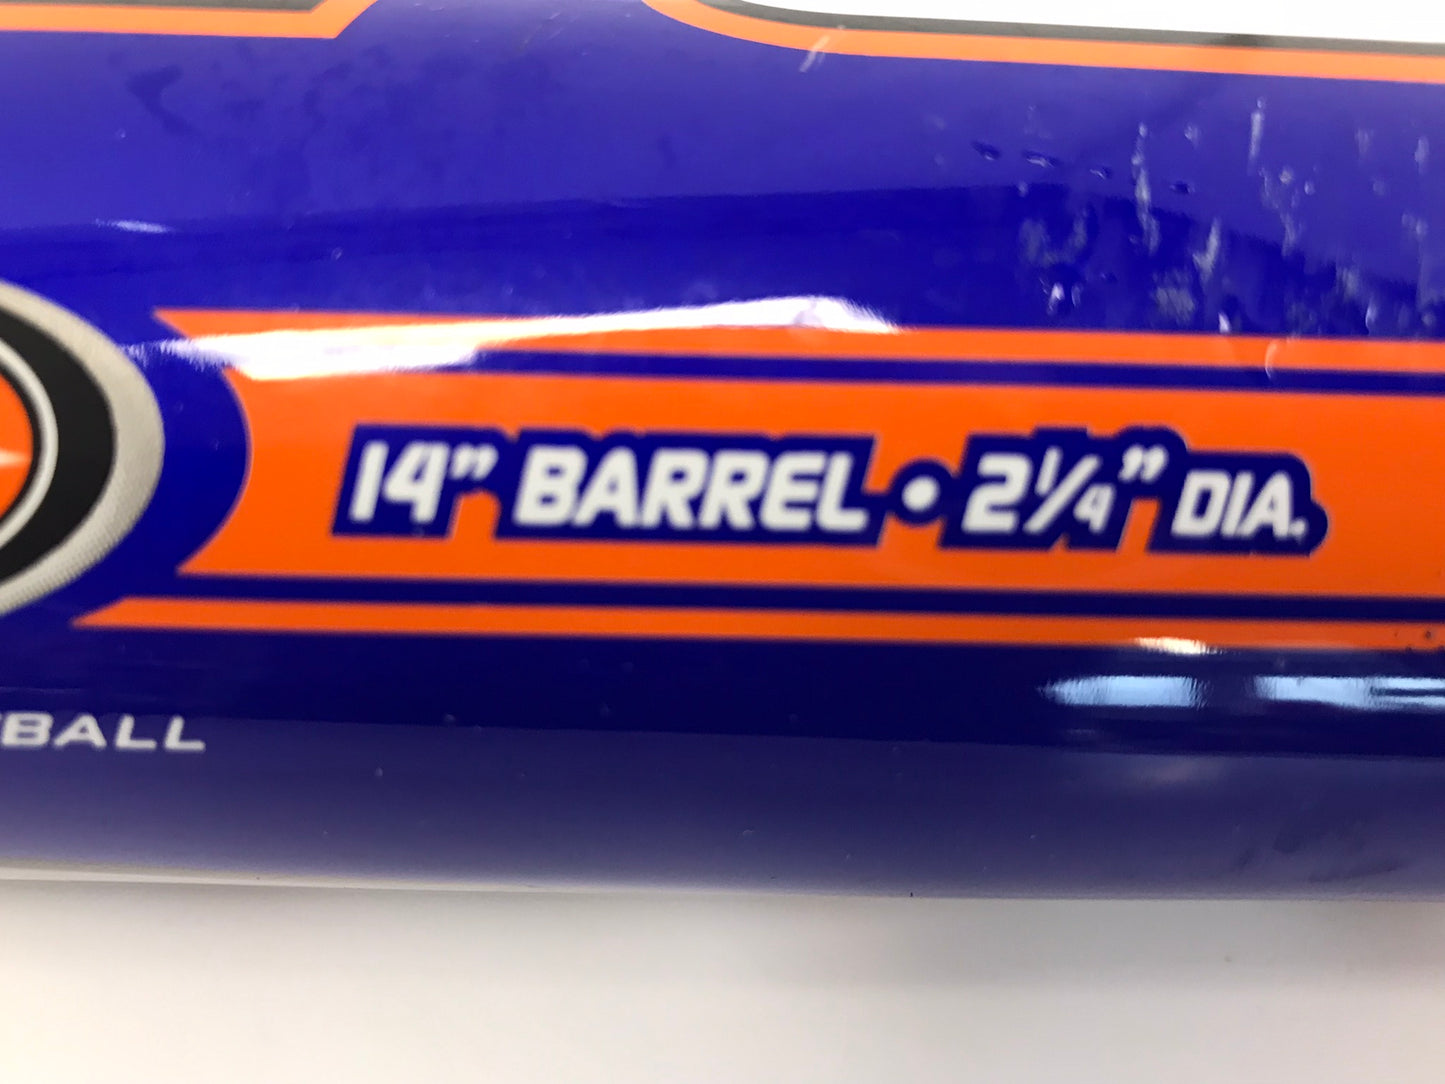 14" BARREL • 2¼" DIA.
BALL